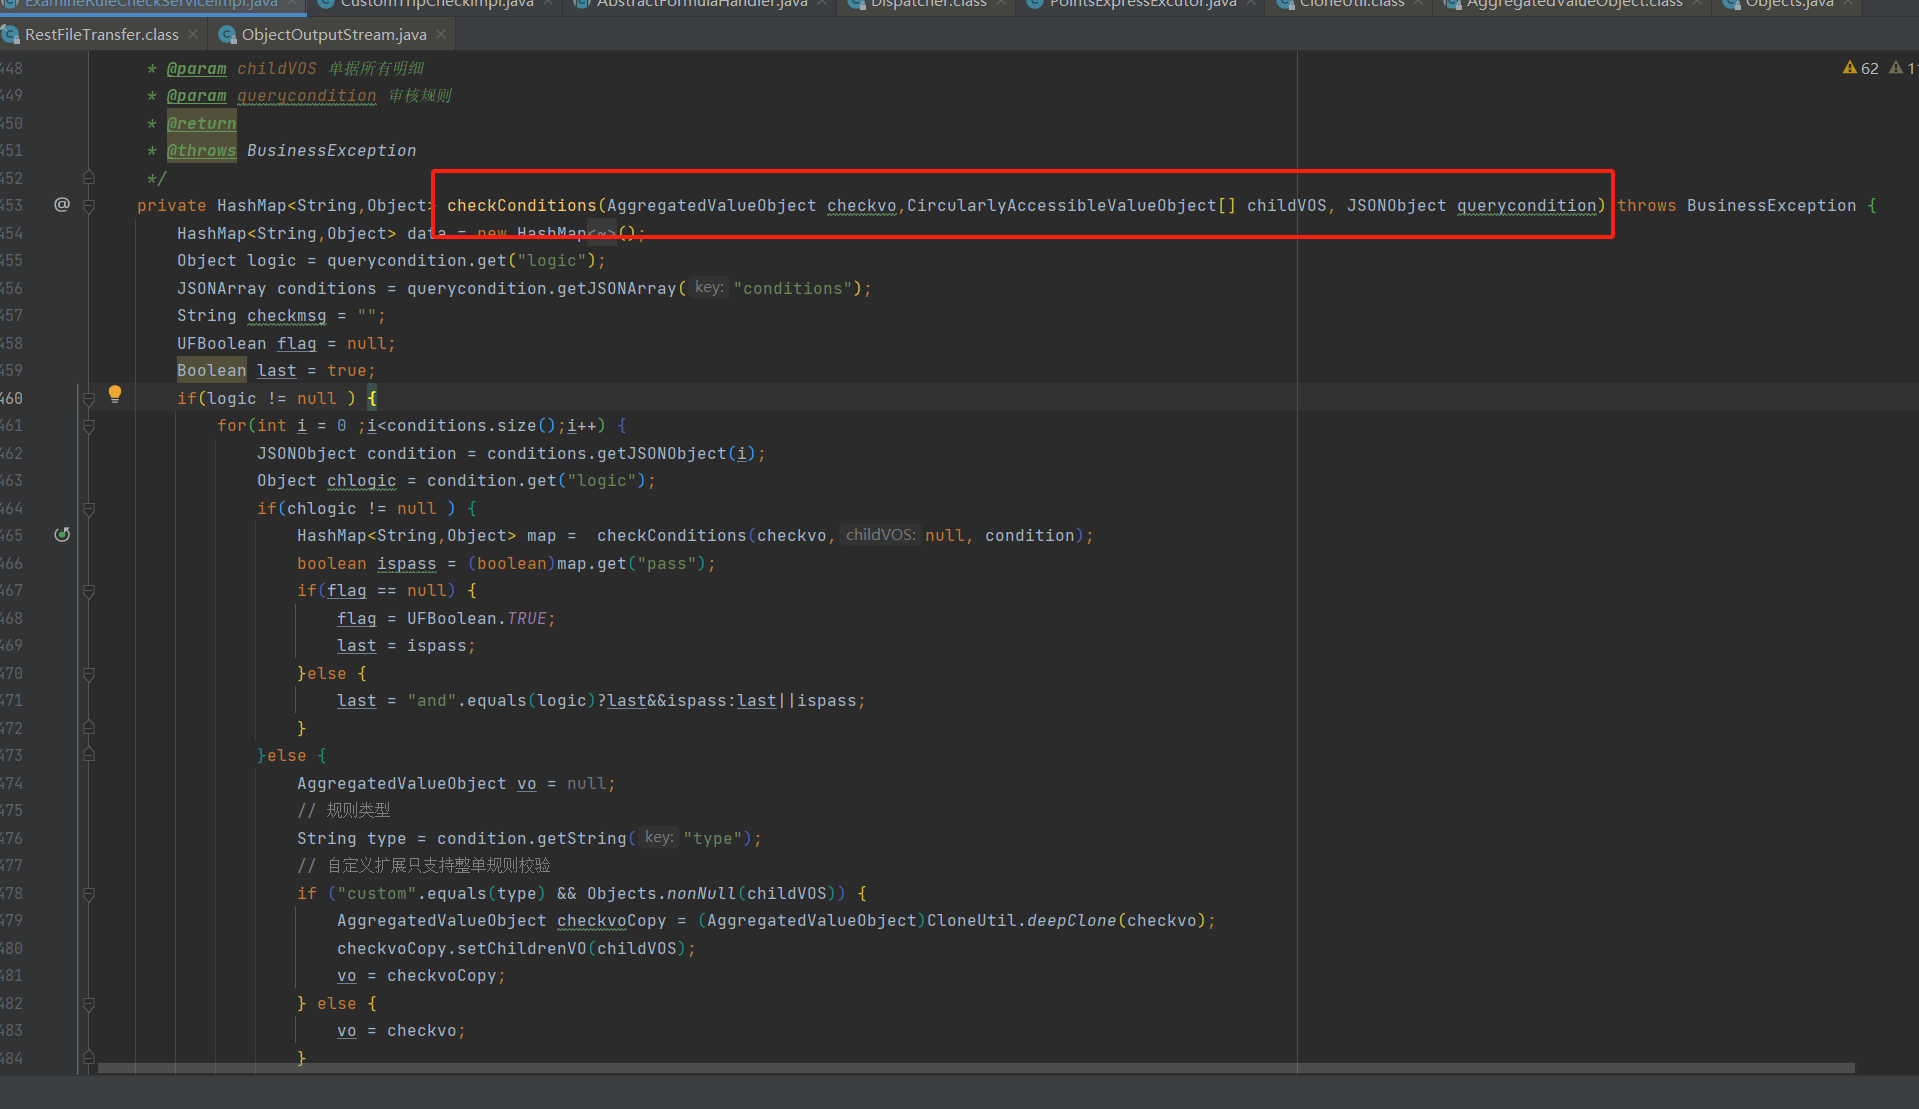 ExamineRuleCheckServiceImpl.java CustomTripCheckImpl.java AbstractFormulaHandler.java Dispatcher.class PointsExpressExcutor.java CloneUtil.class AggregatedValueObject.class Objects.java
RestFileTransfer.class ObjectOutputStream.java
62
448 * @param childVOS 单据所有明细
449 * @param querycondition 审核规则
450 * @return
451 * @throws BusinessException
452 */
453 @ private HashMap<String,Object> checkConditions(AggregatedValueObject checkvo,CircularlyAccessibleValueObject[] childVOS, JSONObject querycondition) throws BusinessException {
454 HashMap<String,Object> data = new HashMap<~>();
455 Object logic = querycondition.get("logic");
456 JSONArray conditions = querycondition.getJSONArray( key: "conditions");
457 String checkmsg = "";
458 UFBoolean flag = null;
459 Boolean last = true;
460 if(logic != null ) {
461 for(int i = 0 ;i<conditions.size();i++) {
462 JSONObject condition = conditions.getJSONObject(i);
463 Object chlogic = condition.get("logic");
464 if(chlogic != null ) {
465 HashMap<String,Object> map = checkConditions(checkvo, childVOS: null, condition);
466 boolean ispass = (boolean)map.get("pass");
467 if(flag == null) {
468 flag = UFBoolean.TRUE;
469 last = ispass;
470 }else {
471 last = "and".equals(logic)?last&&ispass:last||ispass;
472 }
473 }else {
474 AggregatedValueObject vo = null;
475 // 规则类型
476 String type = condition.getString( key: "type");
477 // 自定义扩展只支持整单规则校验
478 if ("custom".equals(type) && Objects.nonNull(childVOS)) {
479 AggregatedValueObject checkvoCopy = (AggregatedValueObject)CloneUtil.deepClone(checkvo);
480 checkvoCopy.setChildrenVO(childVOS);
481 vo = checkvoCopy;
482 } else {
483 vo = checkvo;
484 }